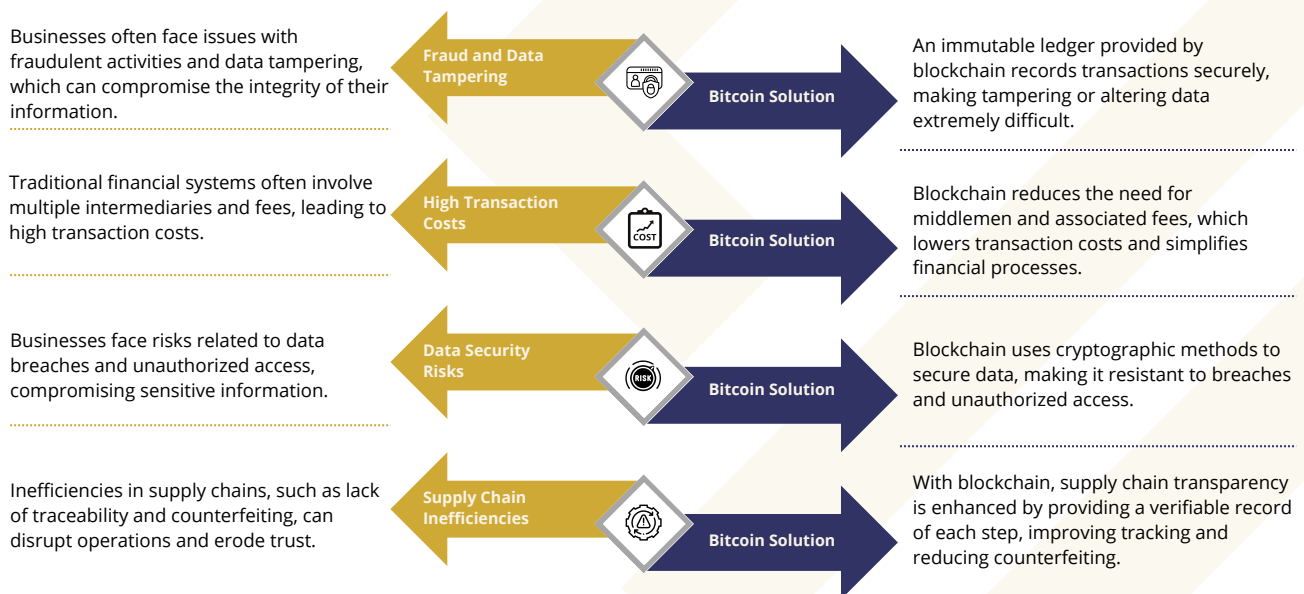 Businesses often face issues with
fraudulent activities and data tampering,
which can compromise the integrity of their
information.
Fraud and Data
Tampering
Bitcoin Solution
An immutable ledger provided by
blockchain records transactions securely,
making tampering or altering data
extremely difficult.
Traditional financial systems often involve
multiple intermediaries and fees, leading to
high transaction costs.
High Transaction
Costs
COST
Bitcoin Solution
Blockchain reduces the need for
middlemen and associated fees, which
lowers transaction costs and simplifies
financial processes.
Businesses face risks related to data
breaches and unauthorized access,
compromising sensitive information.
Data Security
Risks
RISK
Bitcoin Solution
Blockchain uses cryptographic methods to
secure data, making it resistant to breaches
and unauthorized access.
Inefficiencies in supply chains, such as lack
of traceability and counterfeiting, can
disrupt operations and erode trust.
Supply Chain
Inefficiencies
Bitcoin Solution
With blockchain, supply chain transparency
is enhanced by providing a verifiable record
of each step, improving tracking and
reducing counterfeiting.